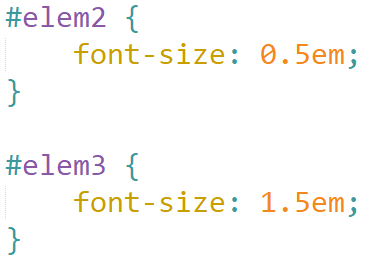 #elem2 {
    font-size: 0.5em;
}

#elem3 {
    font-size: 1.5em;
}